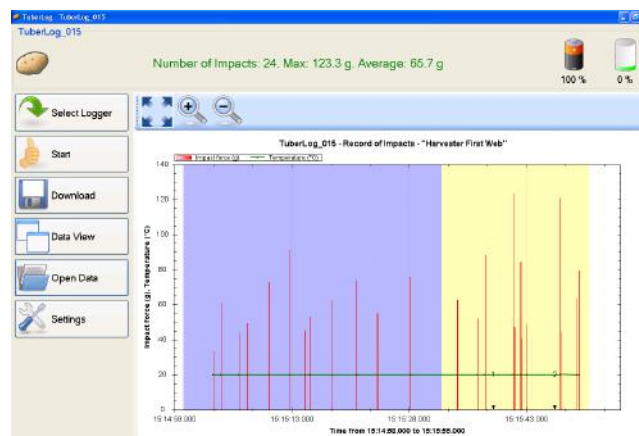 TuberLog - TuberLog_015
TuberLog_015
Number of Impacts: 24. Max: 123.3 g. Average: 65.7 g
100 %
0 %
Select Logger
Start
Download
Data View
Open Data
Settings
TuberLog_015 - Record of Impacts - "Harvester First Web"
Impact force (g)
Temperature (°C)
Impact force (g), Temperature (°C)
140
120
100
80
60
40
20
0
1
2
15:14:58.000
15:15:13.000
15:15:28.000
15:15:43.000
Time from 15:14:58.000 to 15:15:55.000